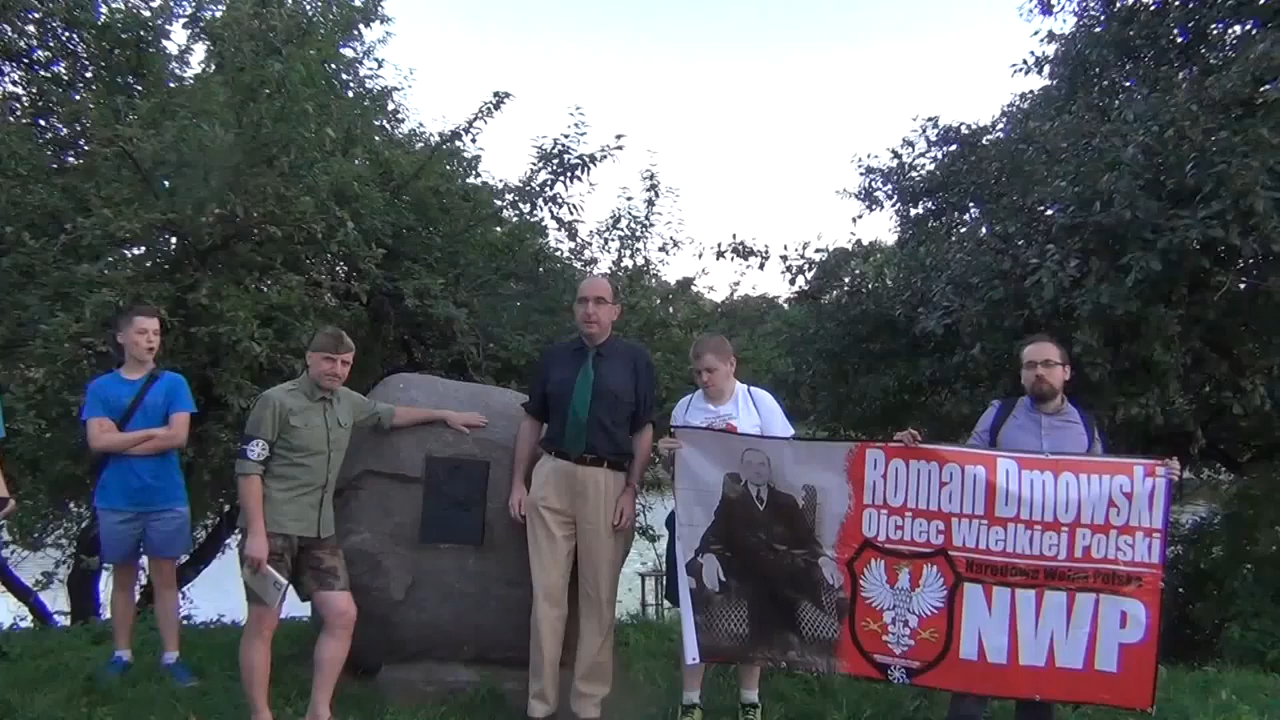 Roman Dmowski
Ojciec Wielkiej Polski
Narodowa Wolna Polska
NWP